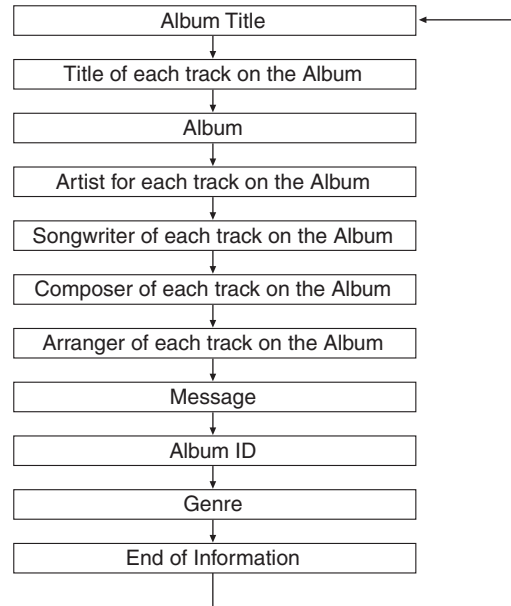 Album Title
Title of each track on the Album
Album
Artist for each track on the Album
Songwriter of each track on the Album
Composer of each track on the Album
Arranger of each track on the Album
Message
Album ID
Genre
End of Information